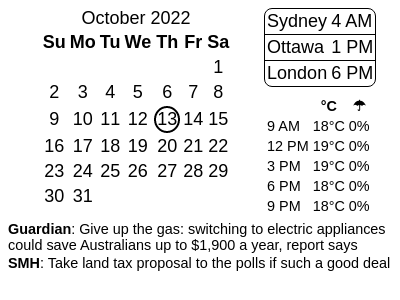 October 2022
Su Mo Tu We Th Fr Sa
1
2 3 4 5 6 7 8
9 10 11 12 13 14 15
16 17 18 19 20 21 22
23 24 25 26 27 28 29
30 31
Sydney 4 AM
Ottawa 1 PM
London 6 PM
°C ☂
9 AM 18°C 0%
12 PM 19°C 0%
3 PM 19°C 0%
6 PM 18°C 0%
9 PM 18°C 0%
Guardian: Give up the gas: switching to electric appliances
could save Australians up to $1,900 a year, report says
SMH: Take land tax proposal to the polls if such a good deal